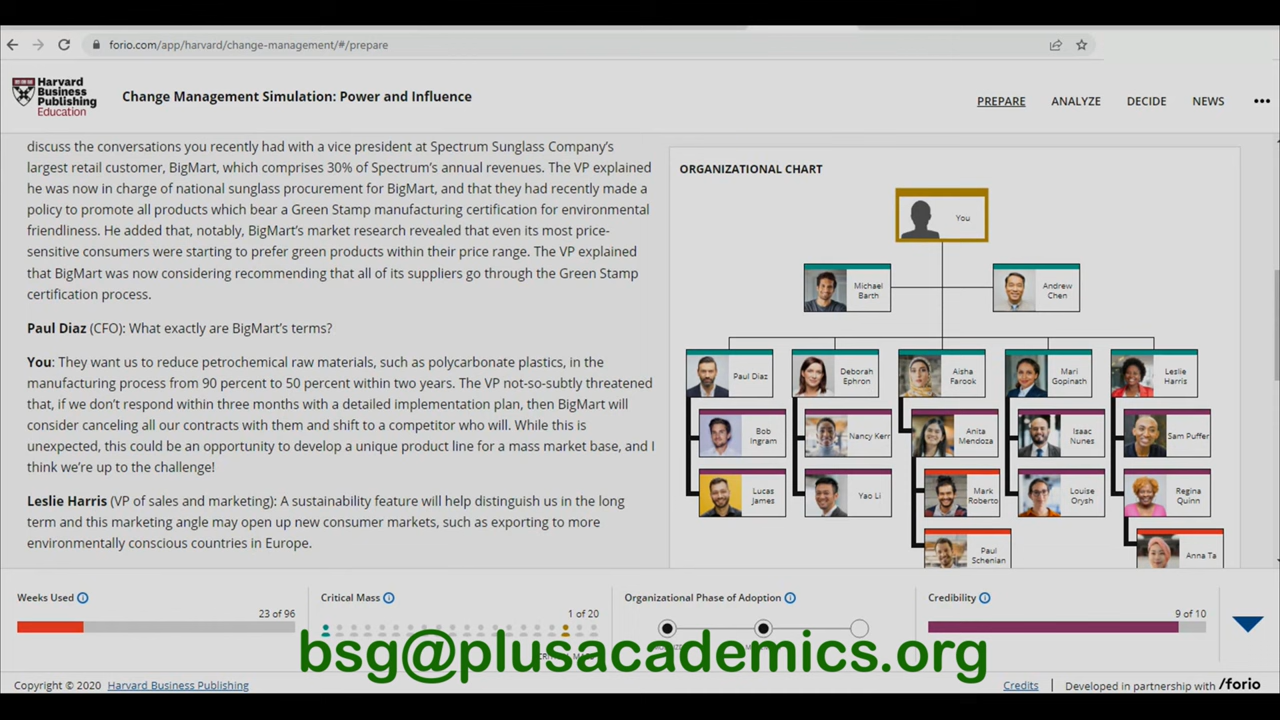 forio.com/app/harvard/change-management/#/prepare
Harvard
Business
Publishing
Education
Change Management Simulation: Power and Influence
PREPARE
ANALYZE
DECIDE
NEWS
discuss the conversations you recently had with a vice president at Spectrum Sunglass Company's
largest retail customer, BigMart, which comprises 30% of Spectrum's annual revenues. The VP explained
he was now in charge of national sunglass procurement for BigMart, and that they had recently made a
policy to promote all products which bear a Green Stamp manufacturing certification for environmental
friendliness. He added that, notably, BigMart's market research revealed that even its most price-
sensitive consumers were starting to prefer green products within their price range. The VP explained
that BigMart was now considering recommending that all of its suppliers go through the Green Stamp
certification process.
Paul Diaz (CFO): What exactly are BigMart's terms?
You: They want us to reduce petrochemical raw materials, such as polycarbonate plastics, in the
manufacturing process from 90 percent to 50 percent within two years. The VP not-so-subtly threatened
that, if we don't respond within three months with a detailed implementation plan, then BigMart will
consider canceling all our contracts with them and shift to a competitor who will. While this is
unexpected, this could be an opportunity to develop a unique product line for a mass market base, and I
think we're up to the challenge!
Leslie Harris (VP of sales and marketing): A sustainability feature will help distinguish us in the long
term and this marketing angle may open up new consumer markets, such as exporting to more
environmentally conscious countries in Europe.
ORGANIZATIONAL CHART
You
Michael
Barth
Andrew
Chen
Paul Diaz
Deborah
Ephron
Aisha
Farook
Mari
Gopinath
Leslie
Harris
Bob
Ingram
Nancy Kerr
Anita
Mendoza
Isaac
Nunes
Sam Puffer
Lucas
James
Yao Li
Mark
Roberto
Louise
Orysh
Regina
Quinn
Paul
Schenian
Anna Ta
Weeks Used
23 of 96
Critical Mass
1 of 20
Organizational Phase of Adoption
Credibility
9 of 10
bsg@plusacademics.org
Copyright © 2020 Harvard Business Publishing
Credits
Developed in partnership with /forio